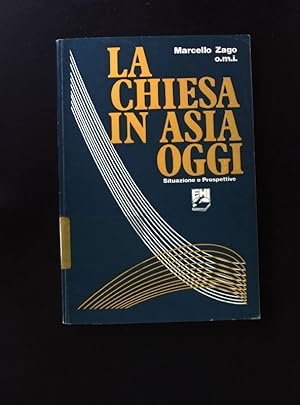 Marcello Zago
o.m.i.
LA
CHIESA
IN ASIA
OGGI
Situazione e Prospettive
EMI